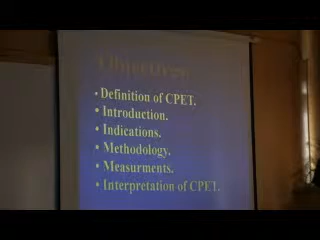 Objectives:
• Definition of CPET.
• Introduction.
• Indications.
• Methodology.
• Measurments.
• Interpretation of CPET.